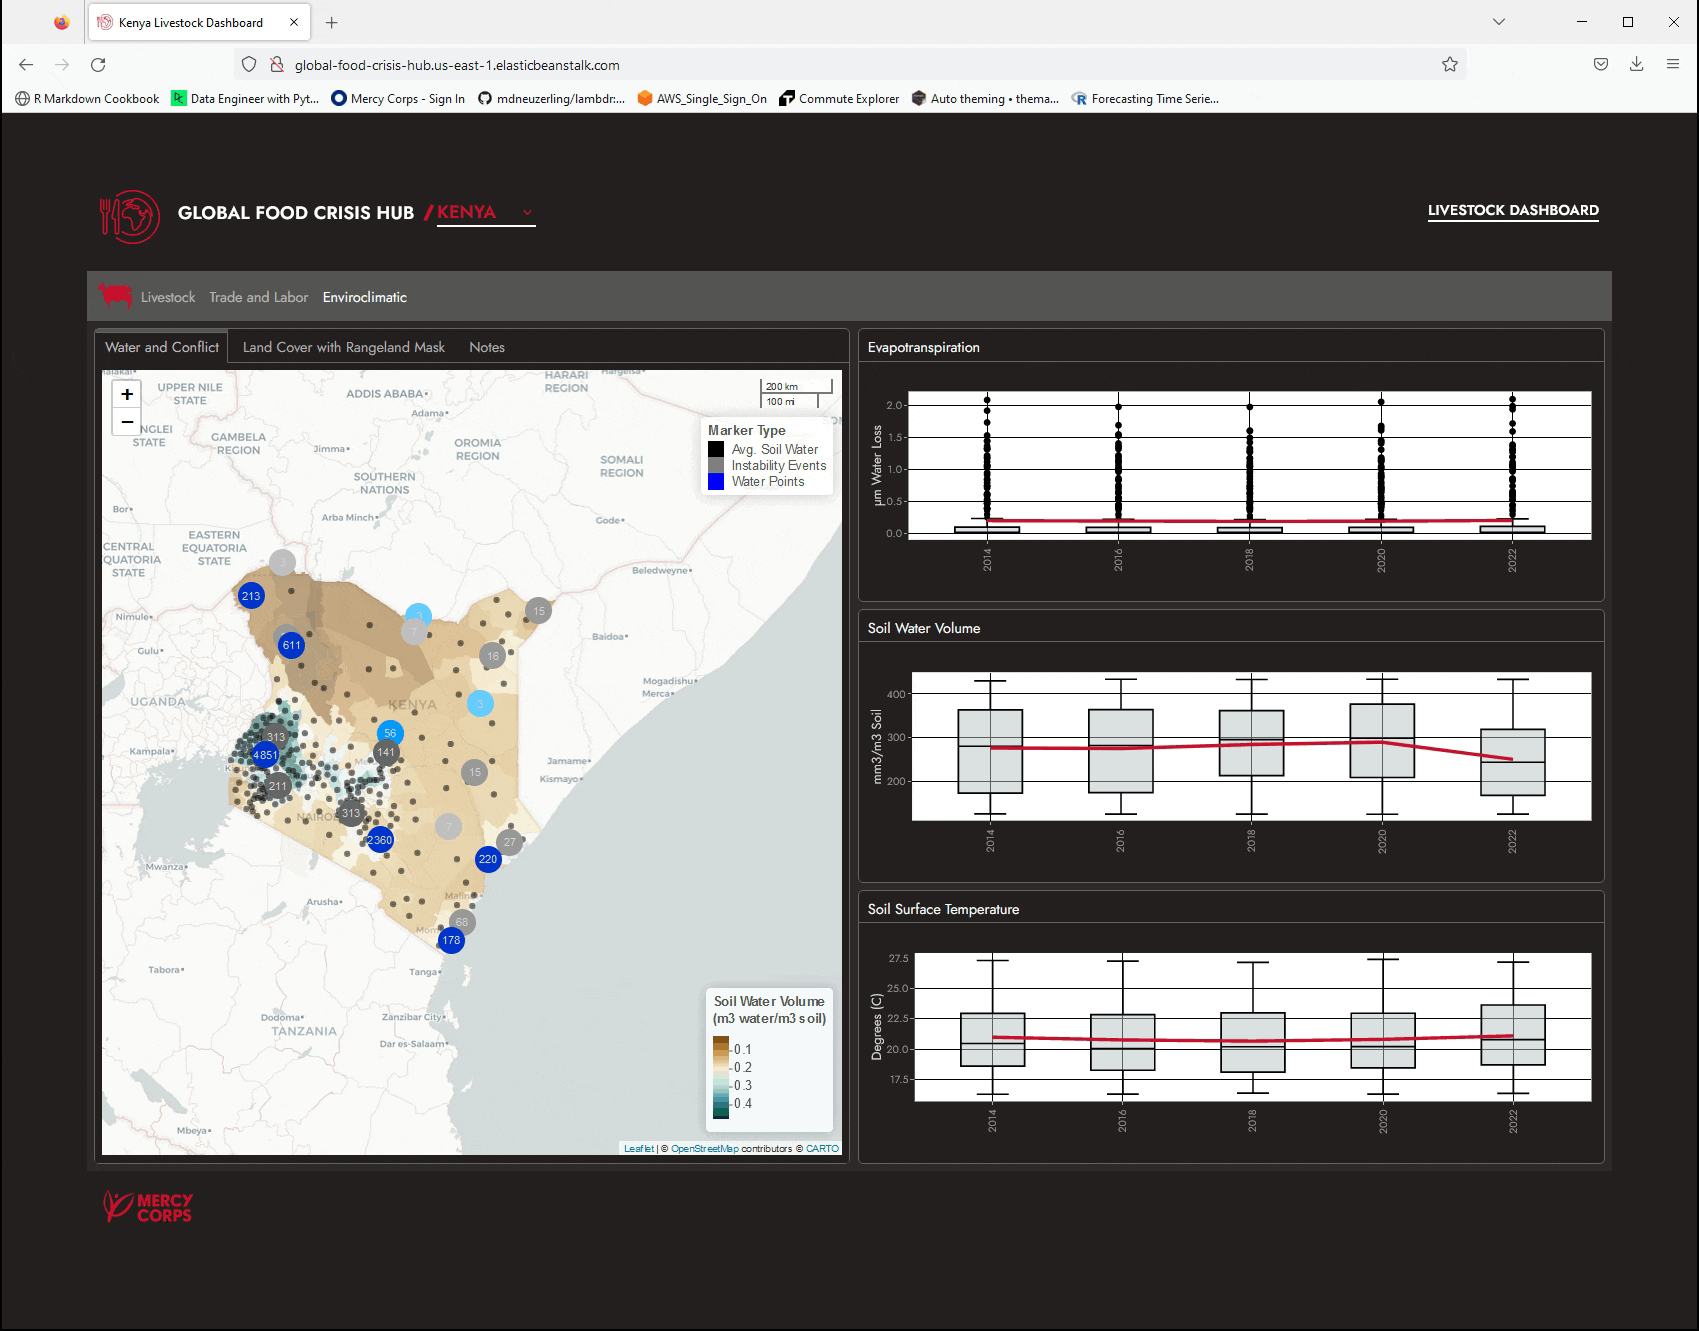 Kenya Livestock Dashboard
global-food-crisis-hub.us-east-1.elasticbeanstalk.com
R Markdown Cookbook
Data Engineer with Pyt...
Mercy Corps - Sign In
mdneuzerling/lambdr:...
AWS_Single_Sign_On
Commute Explorer
Auto theming • thema...
Forecasting Time Serie...
GLOBAL FOOD CRISIS HUB / KENYA
LIVESTOCK DASHBOARD
Livestock Trade and Labor Enviroclimatic
Water and Conflict
Land Cover with Rangeland Mask
Notes
+
−
200 km
100 mi
Marker Type
Avg. Soil Water
Instability Events
Water Points
UPPER NILE
STATE
ADDIS ABABA
HARARI
REGION
Adama
NGLEI
STATE
GAMBELA
REGION
Jimma
OROMIA
REGION
SOMALI
REGION
SOUTHERN
NATIONS
Bor
Arba Minch
Gode
EASTERN
EQUATORIA
STATE
CENTRAL
QUATORIA
STATE
Beledweyne
Nimule
Baidoa
Gulu
Mogadishu
Merca
UGANDA
KENYA
Kampala
Jamame
Kismayo
NAIRO
Mwanza
Arusha
Malin
Mom
Tabora
Tanga
Dodoma
TANZANIA
Zanzibar City
Dar es-Salaam
Mbeya
213
611
15
7
16
3
56
141
313
4851
211
15
313
2360
7
27
220
68
178
Soil Water Volume
(m3 water/m3 soil)
0.1
0.2
0.3
0.4
Leaflet | © OpenStreetMap contributors © CARTO
Evapotranspiration
µm Water Loss
2.0
1.5
1.0
0.5
0.0
2014
2016
2018
2020
2022
Soil Water Volume
mm3/m3 Soil
400
300
200
2014
2016
2018
2020
2022
Soil Surface Temperature
Degrees (C)
27.5
25.0
22.5
20.0
17.5
2014
2016
2018
2020
2022
MERCY
CORPS